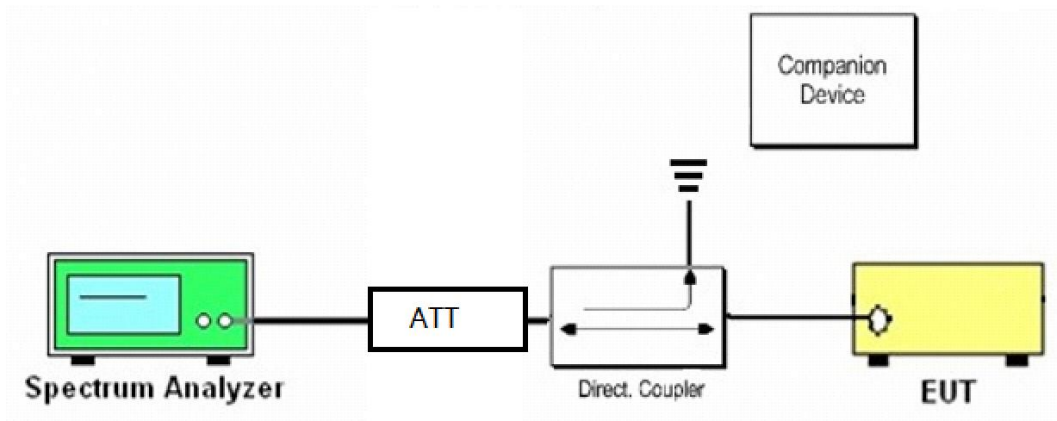 Companion
Device
ATT
Spectrum Analyzer
Direct. Coupler
EUT